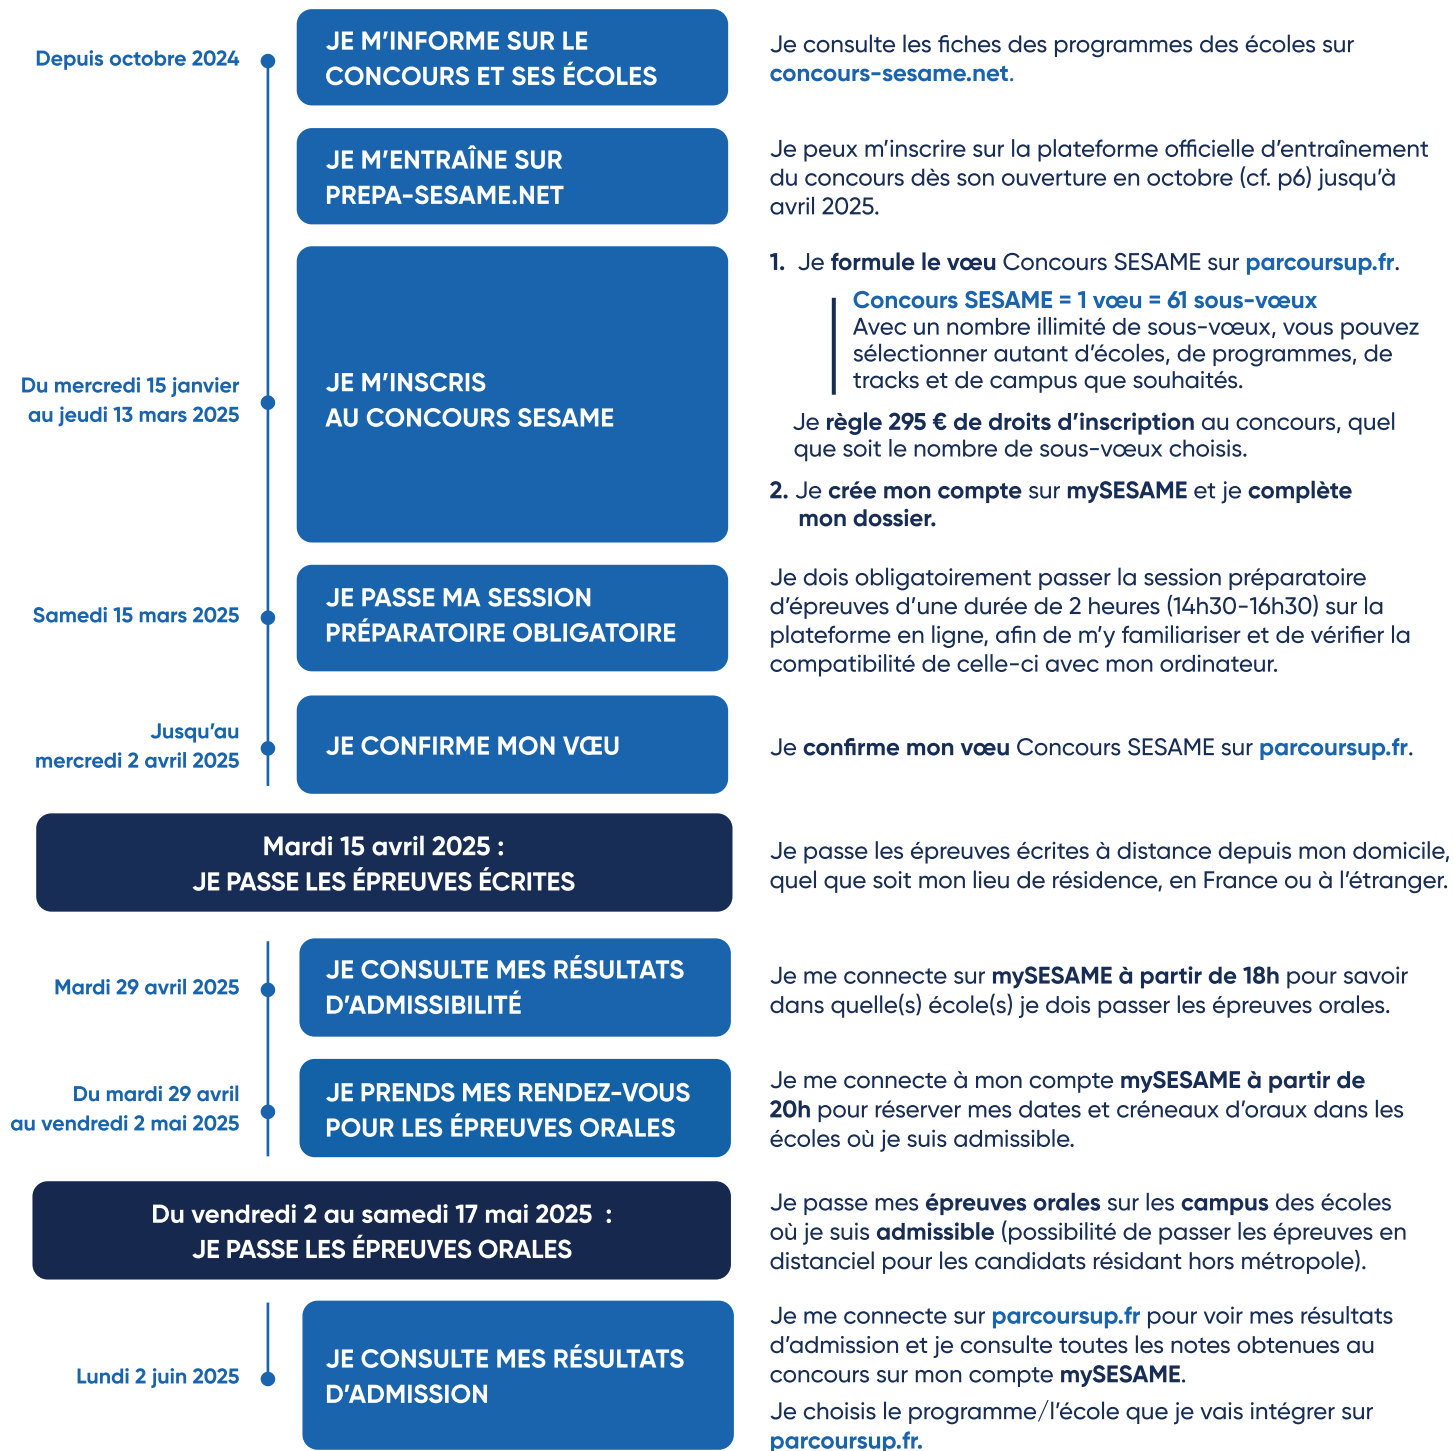 Depuis octobre 2024
JE M’INFORME SUR LE
CONCOURS ET SES ÉCOLES
Je consulte les fiches des programmes des écoles sur
concours-sesame.net.
JE M’ENTRAÎNE SUR
PREPA-SESAME.NET
Je peux m’inscrire sur la plateforme officielle d’entraînement
du concours dès son ouverture en octobre (cf. p6) jusqu’à
avril 2025.
Du mercredi 15 janvier
au jeudi 13 mars 2025
JE M’INSCRIS
AU CONCOURS SESAME
1. Je formule le vœu Concours SESAME sur parcoursup.fr.
Concours SESAME = 1 vœu = 61 sous-vœux
Avec un nombre illimité de sous-vœux, vous pouvez
sélectionner autant d’écoles, de programmes, de
tracks et de campus que souhaités.
Je règle 295 € de droits d’inscription au concours, quel
que soit le nombre de sous-vœux choisis.
2. Je crée mon compte sur mySESAME et je complète
mon dossier.
Samedi 15 mars 2025
JE PASSE MA SESSION
PRÉPARATOIRE OBLIGATOIRE
Je dois obligatoirement passer la session préparatoire
d’épreuves d’une durée de 2 heures (14h30-16h30) sur la
plateforme en ligne, afin de m’y familiariser et de vérifier la
compatibilité de celle-ci avec mon ordinateur.
Jusqu’au
mercredi 2 avril 2025
JE CONFIRME MON VŒU
Je confirme mon vœu Concours SESAME sur parcoursup.fr.
Mardi 15 avril 2025 :
JE PASSE LES ÉPREUVES ÉCRITES
Je passe les épreuves écrites à distance depuis mon domicile,
quel que soit mon lieu de résidence, en France ou à l’étranger.
Mardi 29 avril 2025
JE CONSULTE MES RÉSULTATS
D’ADMISSIBILITÉ
Je me connecte sur mySESAME à partir de 18h pour savoir
dans quelle(s) école(s) je dois passer les épreuves orales.
Du mardi 29 avril
au vendredi 2 mai 2025
JE PRENDS MES RENDEZ-VOUS
POUR LES ÉPREUVES ORALES
Je me connecte à mon compte mySESAME à partir de
20h pour réserver mes dates et créneaux d’oraux dans les
écoles où je suis admissible.
Du vendredi 2 au samedi 17 mai 2025 :
JE PASSE LES ÉPREUVES ORALES
Je passe mes épreuves orales sur les campus des écoles
où je suis admissible (possibilité de passer les épreuves en
distanciel pour les candidats résidant hors métropole).
Lundi 2 juin 2025
JE CONSULTE MES RÉSULTATS
D’ADMISSION
Je me connecte sur parcoursup.fr pour voir mes résultats
d’admission et je consulte toutes les notes obtenues au
concours sur mon compte mySESAME.
Je choisis le programme/l’école que je vais intégrer sur
parcoursup.fr.